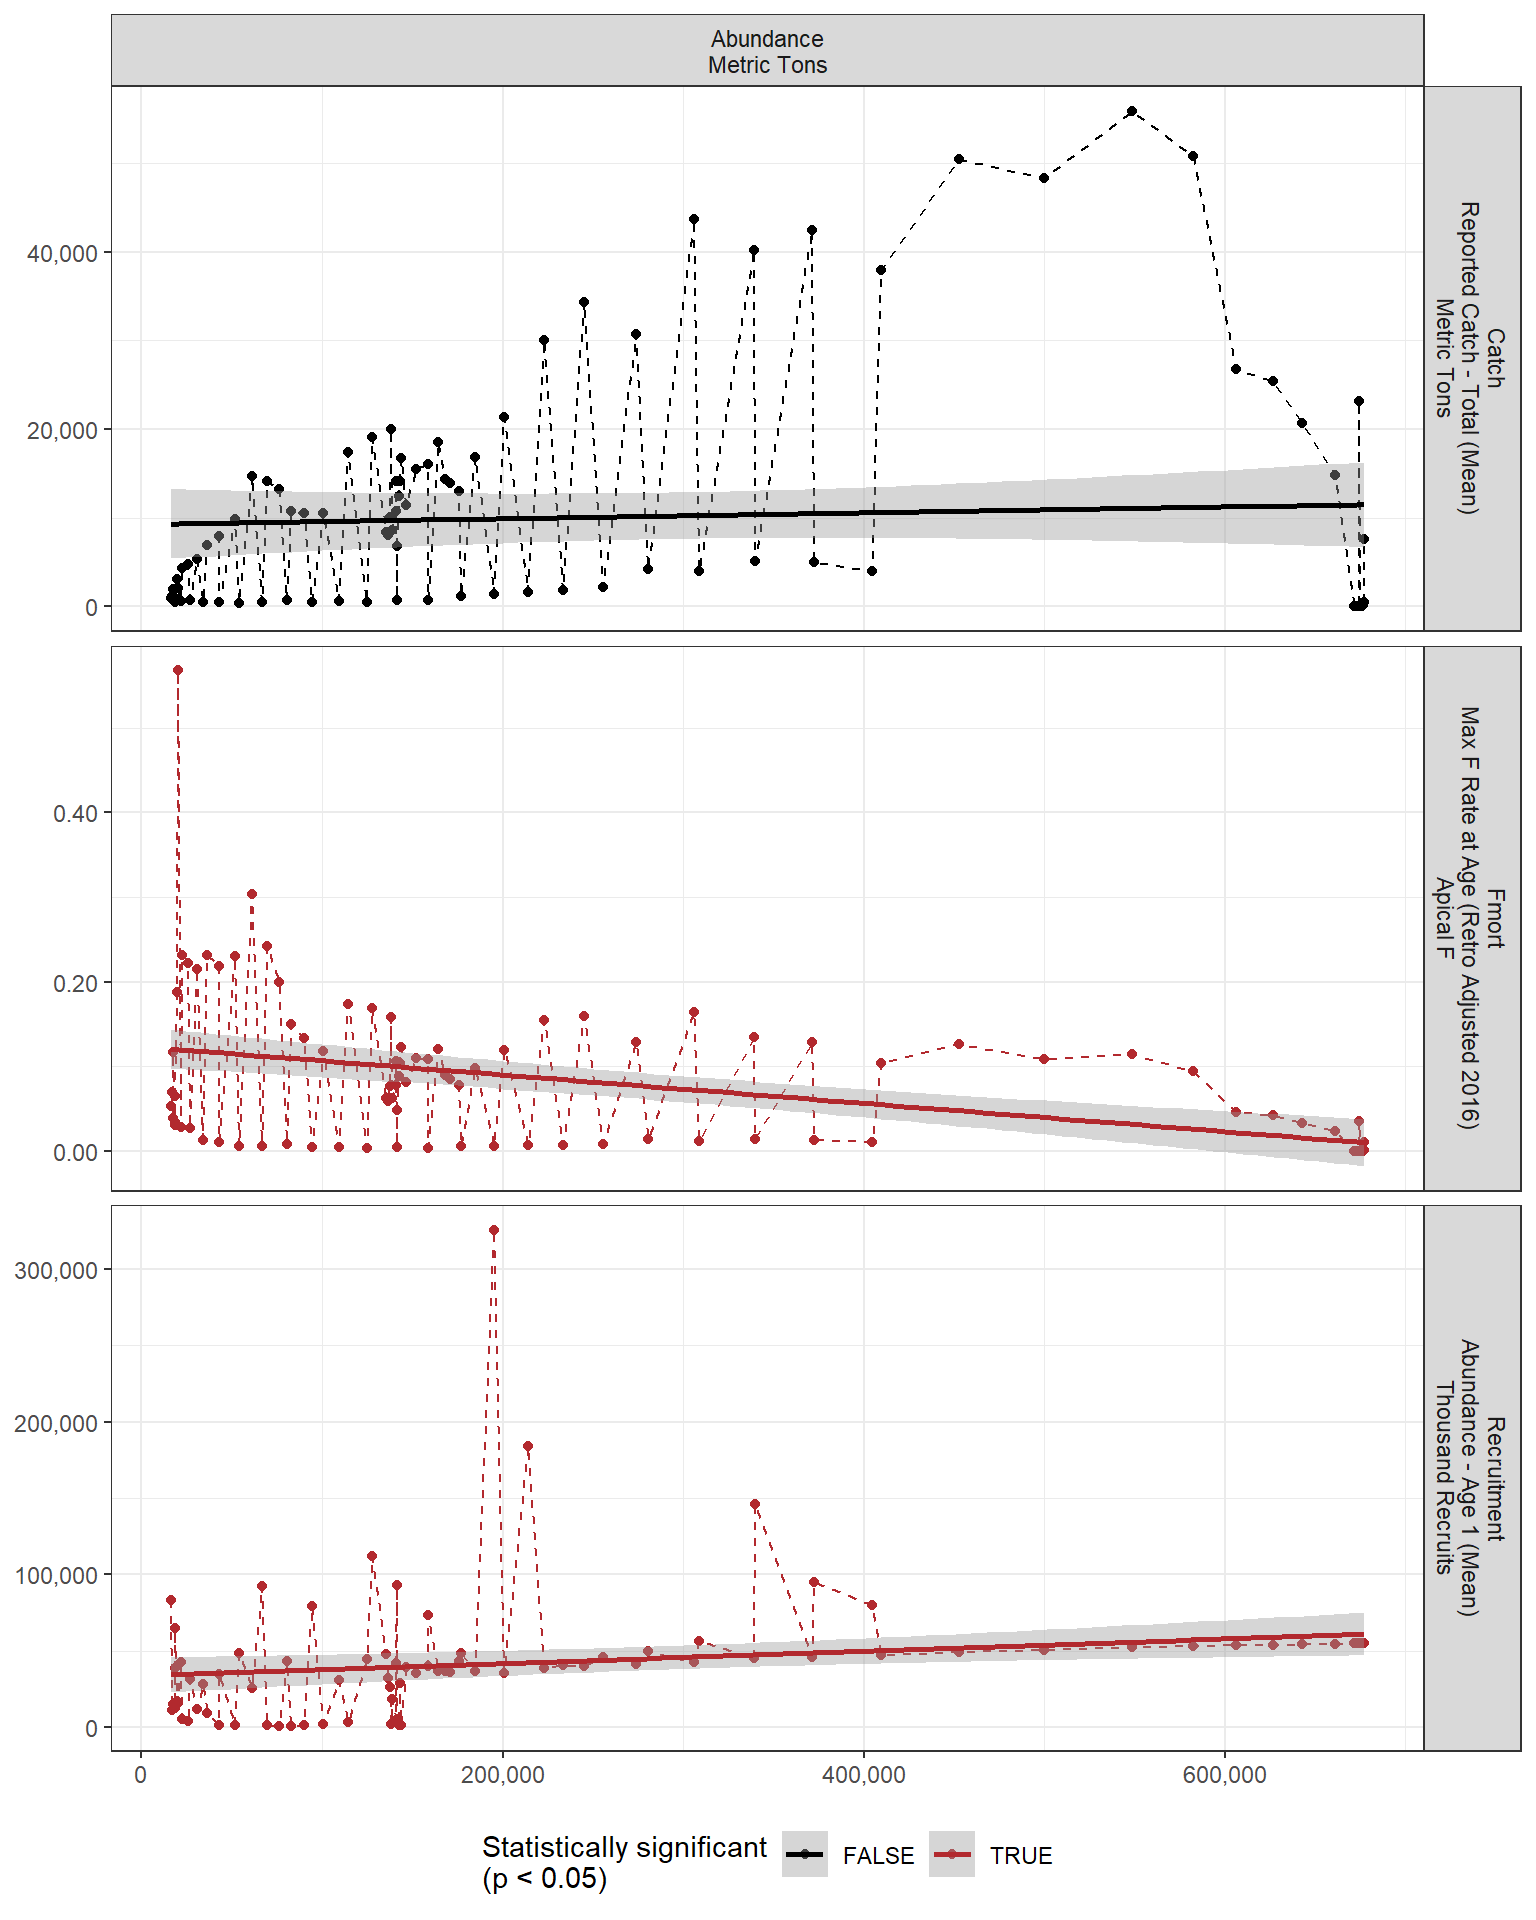 Abundance
Metric Tons
40,000
20,000
0
Catch
Reported Catch - Total (Mean)
Metric Tons
0.40
0.20
0.00
Fmort
Max F Rate at Age (Retro Adjusted 2016)
Apical F
300,000
200,000
100,000
0
Recruitment
Abundance - Age 1 (Mean)
Thousand Recruits
0
200,000
400,000
600,000
Statistically significant
(p < 0.05)
FALSE
TRUE